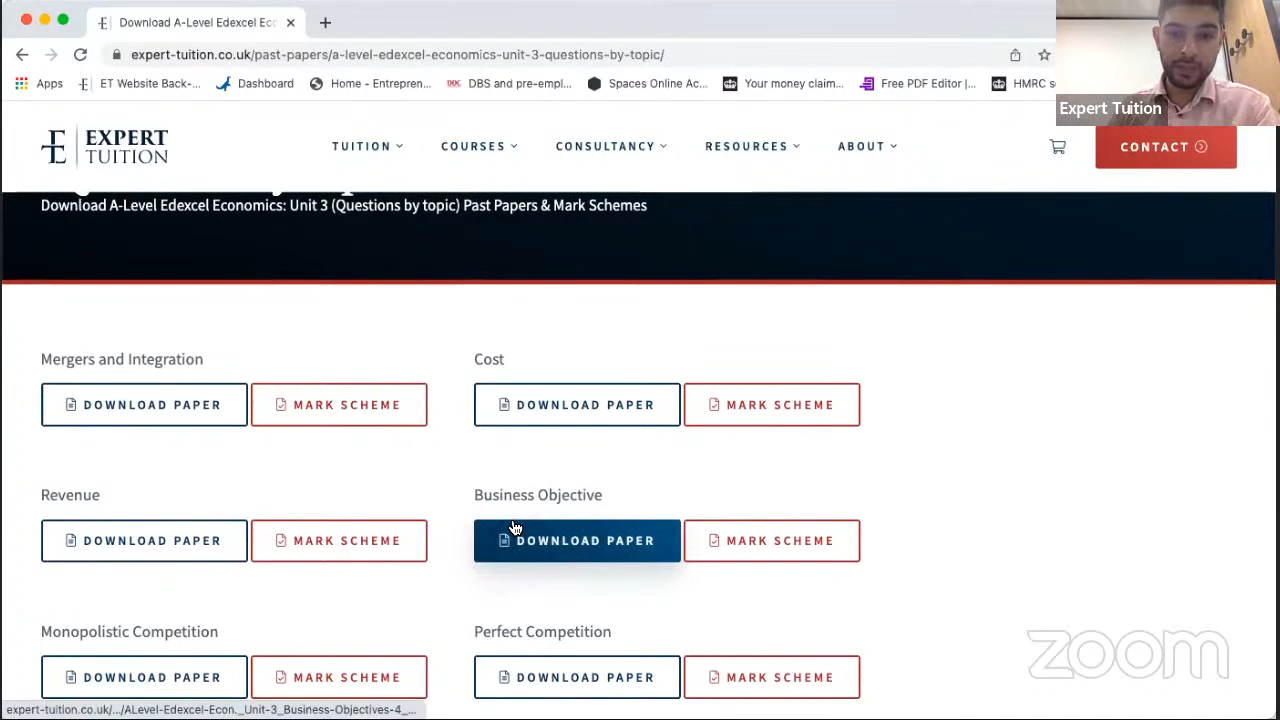 Download A-Level Edexcel Ecc
expert-tuition.co.uk/past-papers/a-level-edexcel-economics-unit-3-questions-by-topic/
Apps ET Website Back-... Dashboard Home - Entrepren... DBS and pre-empl... Spaces Online Ac... Your money claim... Free PDF Editor |... HMRC s
Expert Tuition
EXPERT
TUITION
TUITION COURSES CONSULTANCY RESOURCES ABOUT CONTACT
Download A-Level Edexcel Economics: Unit 3 (Questions by topic) Past Papers & Mark Schemes
Mergers and Integration
DOWNLOAD PAPER MARK SCHEME
Cost
DOWNLOAD PAPER MARK SCHEME
Revenue
DOWNLOAD PAPER MARK SCHEME
Business Objective
DOWNLOAD PAPER MARK SCHEME
Monopolistic Competition
DOWNLOAD PAPER MARK SCHEME
Perfect Competition
DOWNLOAD PAPER MARK SCHEME
zoom
expert-tuition.co.uk/.../ALevel-Edexcel-Econ._Unit-3_Business-Objectives-4_...